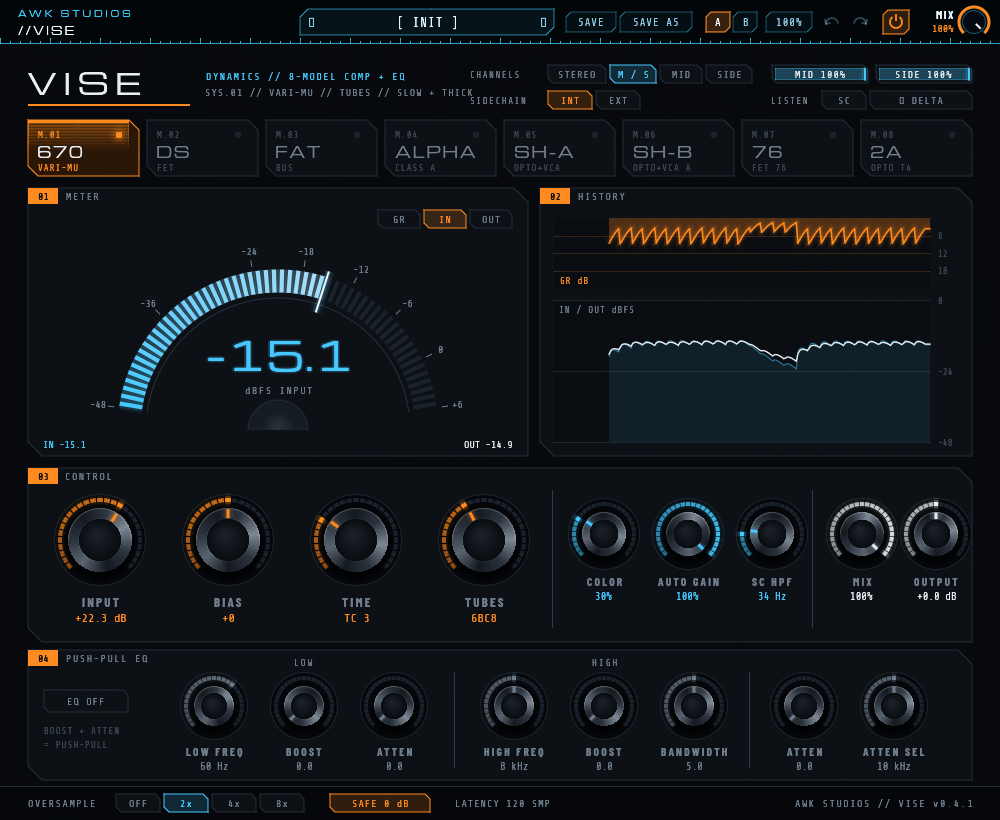 AWK STUDIOS
//VISE
[ INIT ]
SAVE
SAVE AS
A
B
100%
MIX
100%
VISE
DYNAMICS // 8-MODEL COMP + EQ
SYS.01 // VARI-MU // TUBES // SLOW + THICK
CHANNELS
STEREO
M / S
MID
SIDE
MID 100%
SIDE 100%
SIDECHAIN
INT
EXT
LISTEN
SC
DELTA
M.01
670
VARI-MU
M.02
DS
FET
M.03
FAT
BUS
M.04
ALPHA
CLASS A
M.05
SH-A
OPTO+VCA
M.06
SH-B
OPTO+VCA A
M.07
76
FET 76
M.08
2A
OPTO T4
01 METER
GR
IN
OUT
-48
-36
-24
-18
-12
-6
0
+6
-15.1
dBFS INPUT
IN -15.1
OUT -14.9
02 HISTORY
6
12
18
GR dB
0
IN / OUT dBFS
-24
-48
03 CONTROL
INPUT
+22.3 dB
BIAS
+0
TIME
TC 3
TUBES
6BC8
COLOR
30%
AUTO GAIN
100%
SC HPF
34 Hz
MIX
100%
OUTPUT
+0.0 dB
04 PUSH-PULL EQ
EQ OFF
BOOST + ATTEN
= PUSH-PULL
LOW
LOW FREQ
60 Hz
BOOST
0.0
ATTEN
0.0
HIGH
HIGH FREQ
8 kHz
BOOST
0.0
BANDWIDTH
5.0
ATTEN
0.0
ATTEN SEL
10 kHz
OVERSAMPLE
OFF
2x
4x
8x
SAFE 0 dB
LATENCY 120 SMP
AWK STUDIOS // VISE v0.4.1